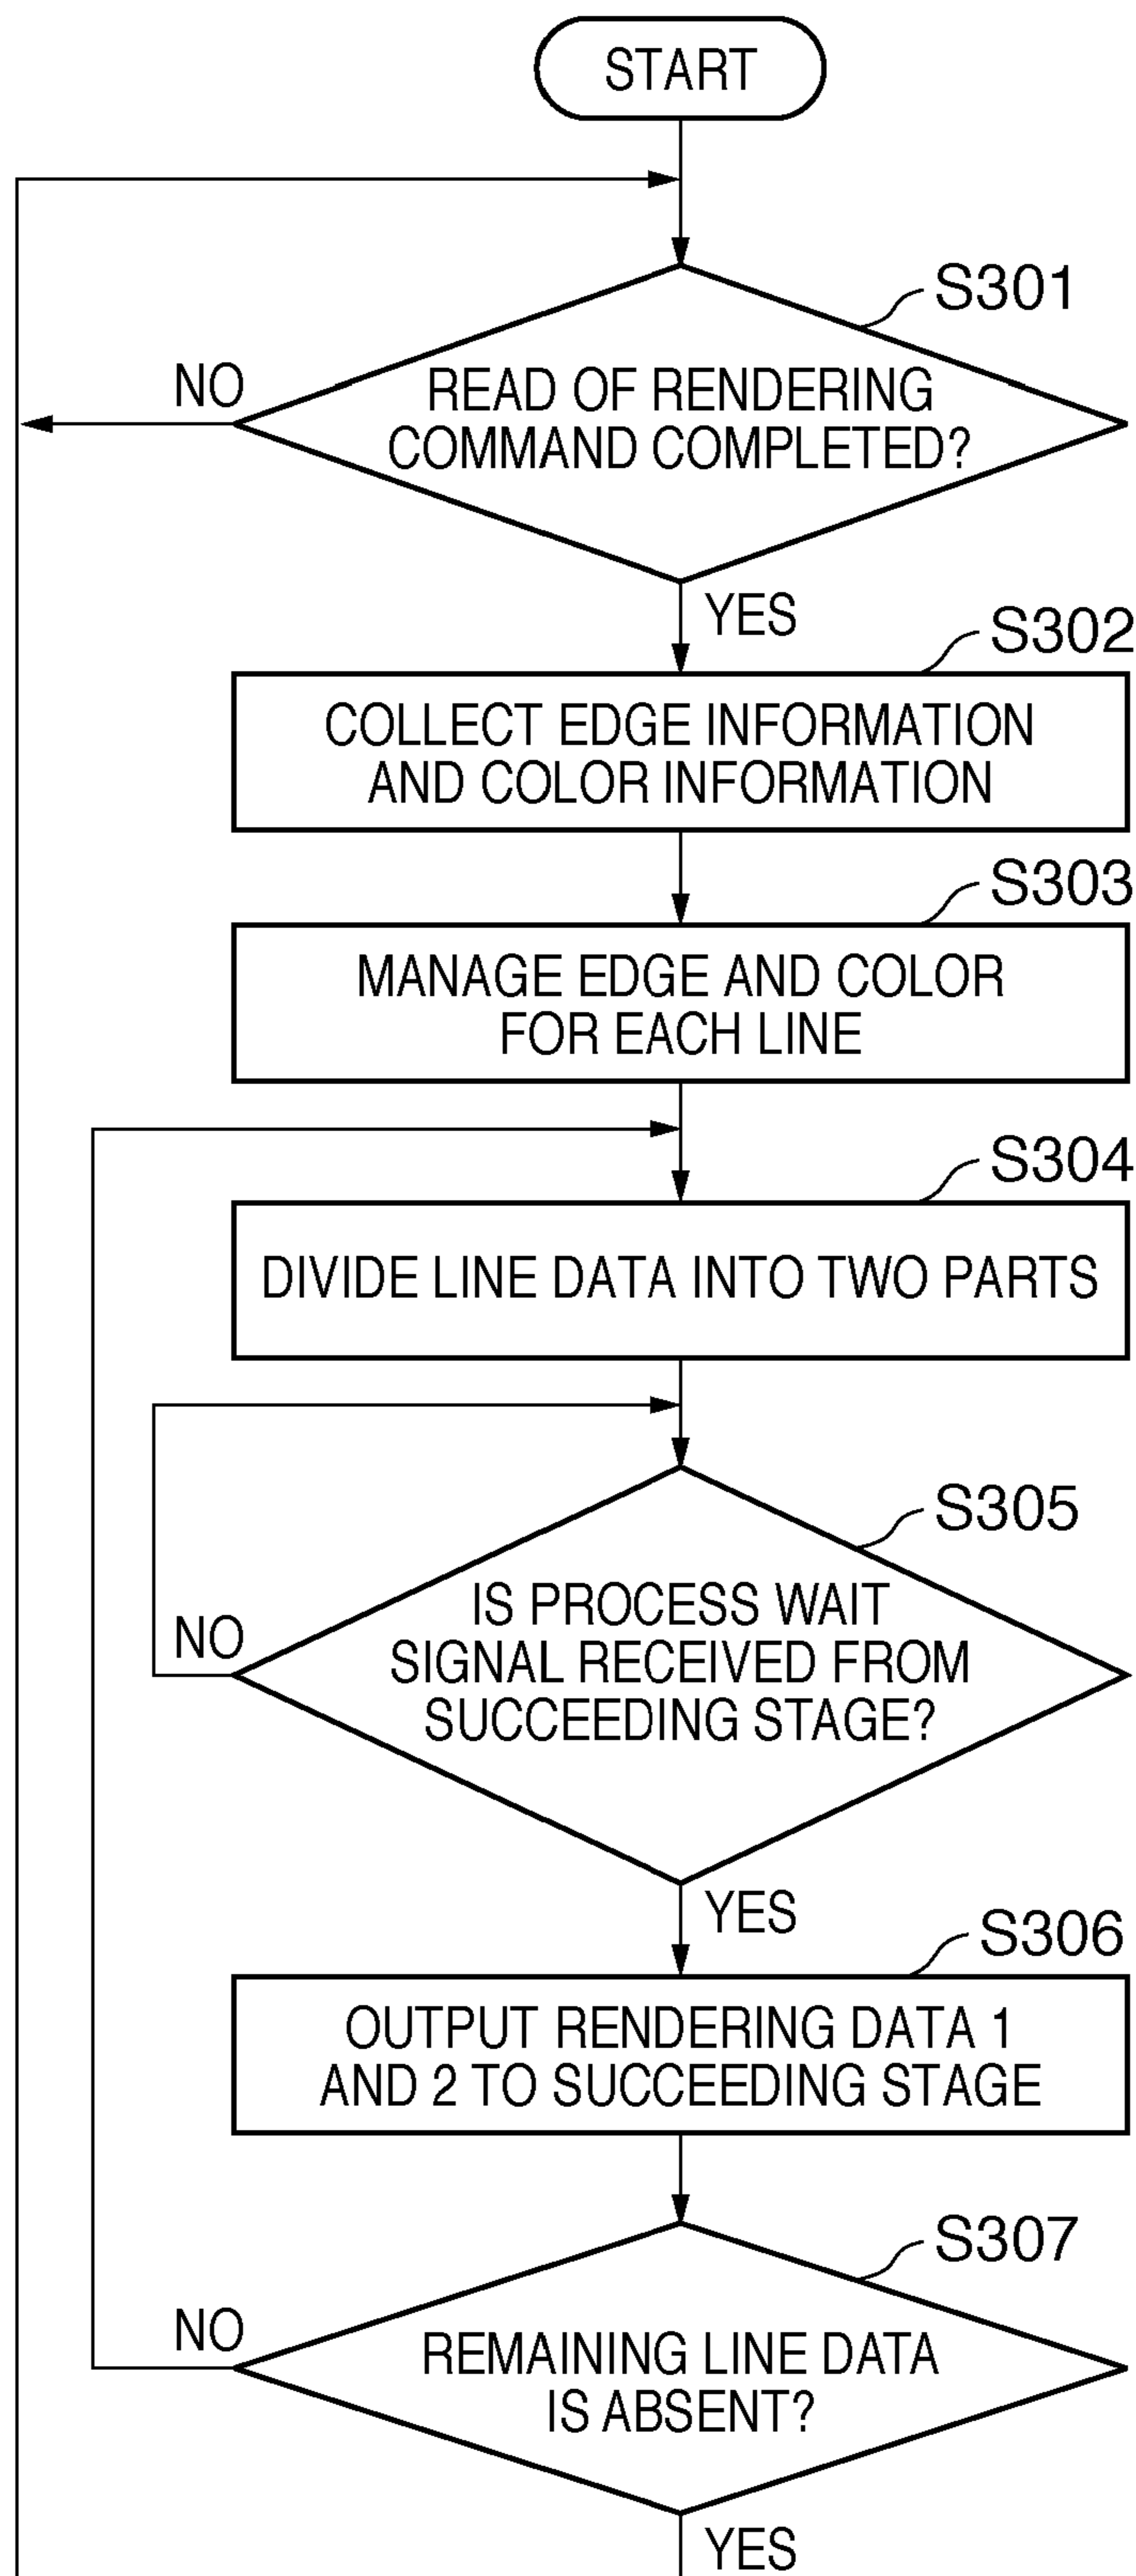 START
S301
NO
READ OF RENDERING
COMMAND COMPLETED?
YES
S302
COLLECT EDGE INFORMATION
AND COLOR INFORMATION
S303
MANAGE EDGE AND COLOR
FOR EACH LINE
S304
DIVIDE LINE DATA INTO TWO PARTS
S305
IS PROCESS WAIT
NO
SIGNAL RECEIVED FROM
SUCCEEDING STAGE?
YES
S306
OUTPUT RENDERING DATA 1
AND 2 TO SUCCEEDING STAGE
S307
NO
REMAINING LINE DATA
IS ABSENT?
YES